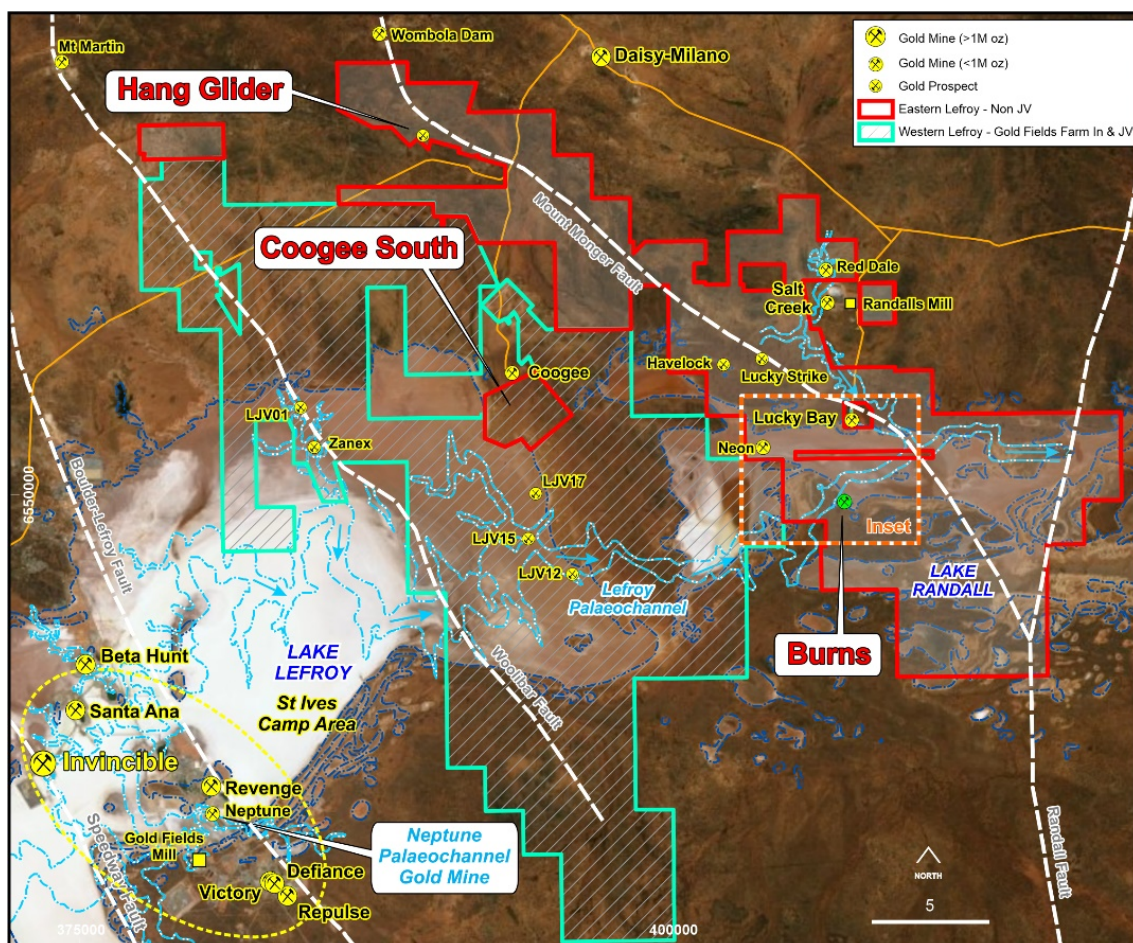 Mt Martin
Wombola Dam
Daisy-Milano
Gold Mine (>1M oz)
Gold Mine (<1M oz)
Gold Prospect
Eastern Lefroy - Non JV
Western Lefroy - Gold Fields Farm In & JV
Hang Glider
Mount Monger Fault
Coogee South
Red Dale
Salt
Creek
Randalls Mill
Havelock
Lucky Strike
Coogee
LJV01
Zanex
Lucky Bay
Neon
Boulder-Lefroy Fault
6550000
LJV17
LJV15
LJV12
Inset
Lefroy
Palaeochannel
LAKE
RANDALL
Burns
Beta Hunt
LAKE
LEFROY
Santa Ana
St Ives
Camp Area
Woolibar Fault
Invincible
Revenge
Neptune
Gold Fields
Mill
Neptune
Palaeochannel
Gold Mine
Speedway Fault
Defiance
Victory
Repulse
Randall Fault
NORTH
5
375000
400000